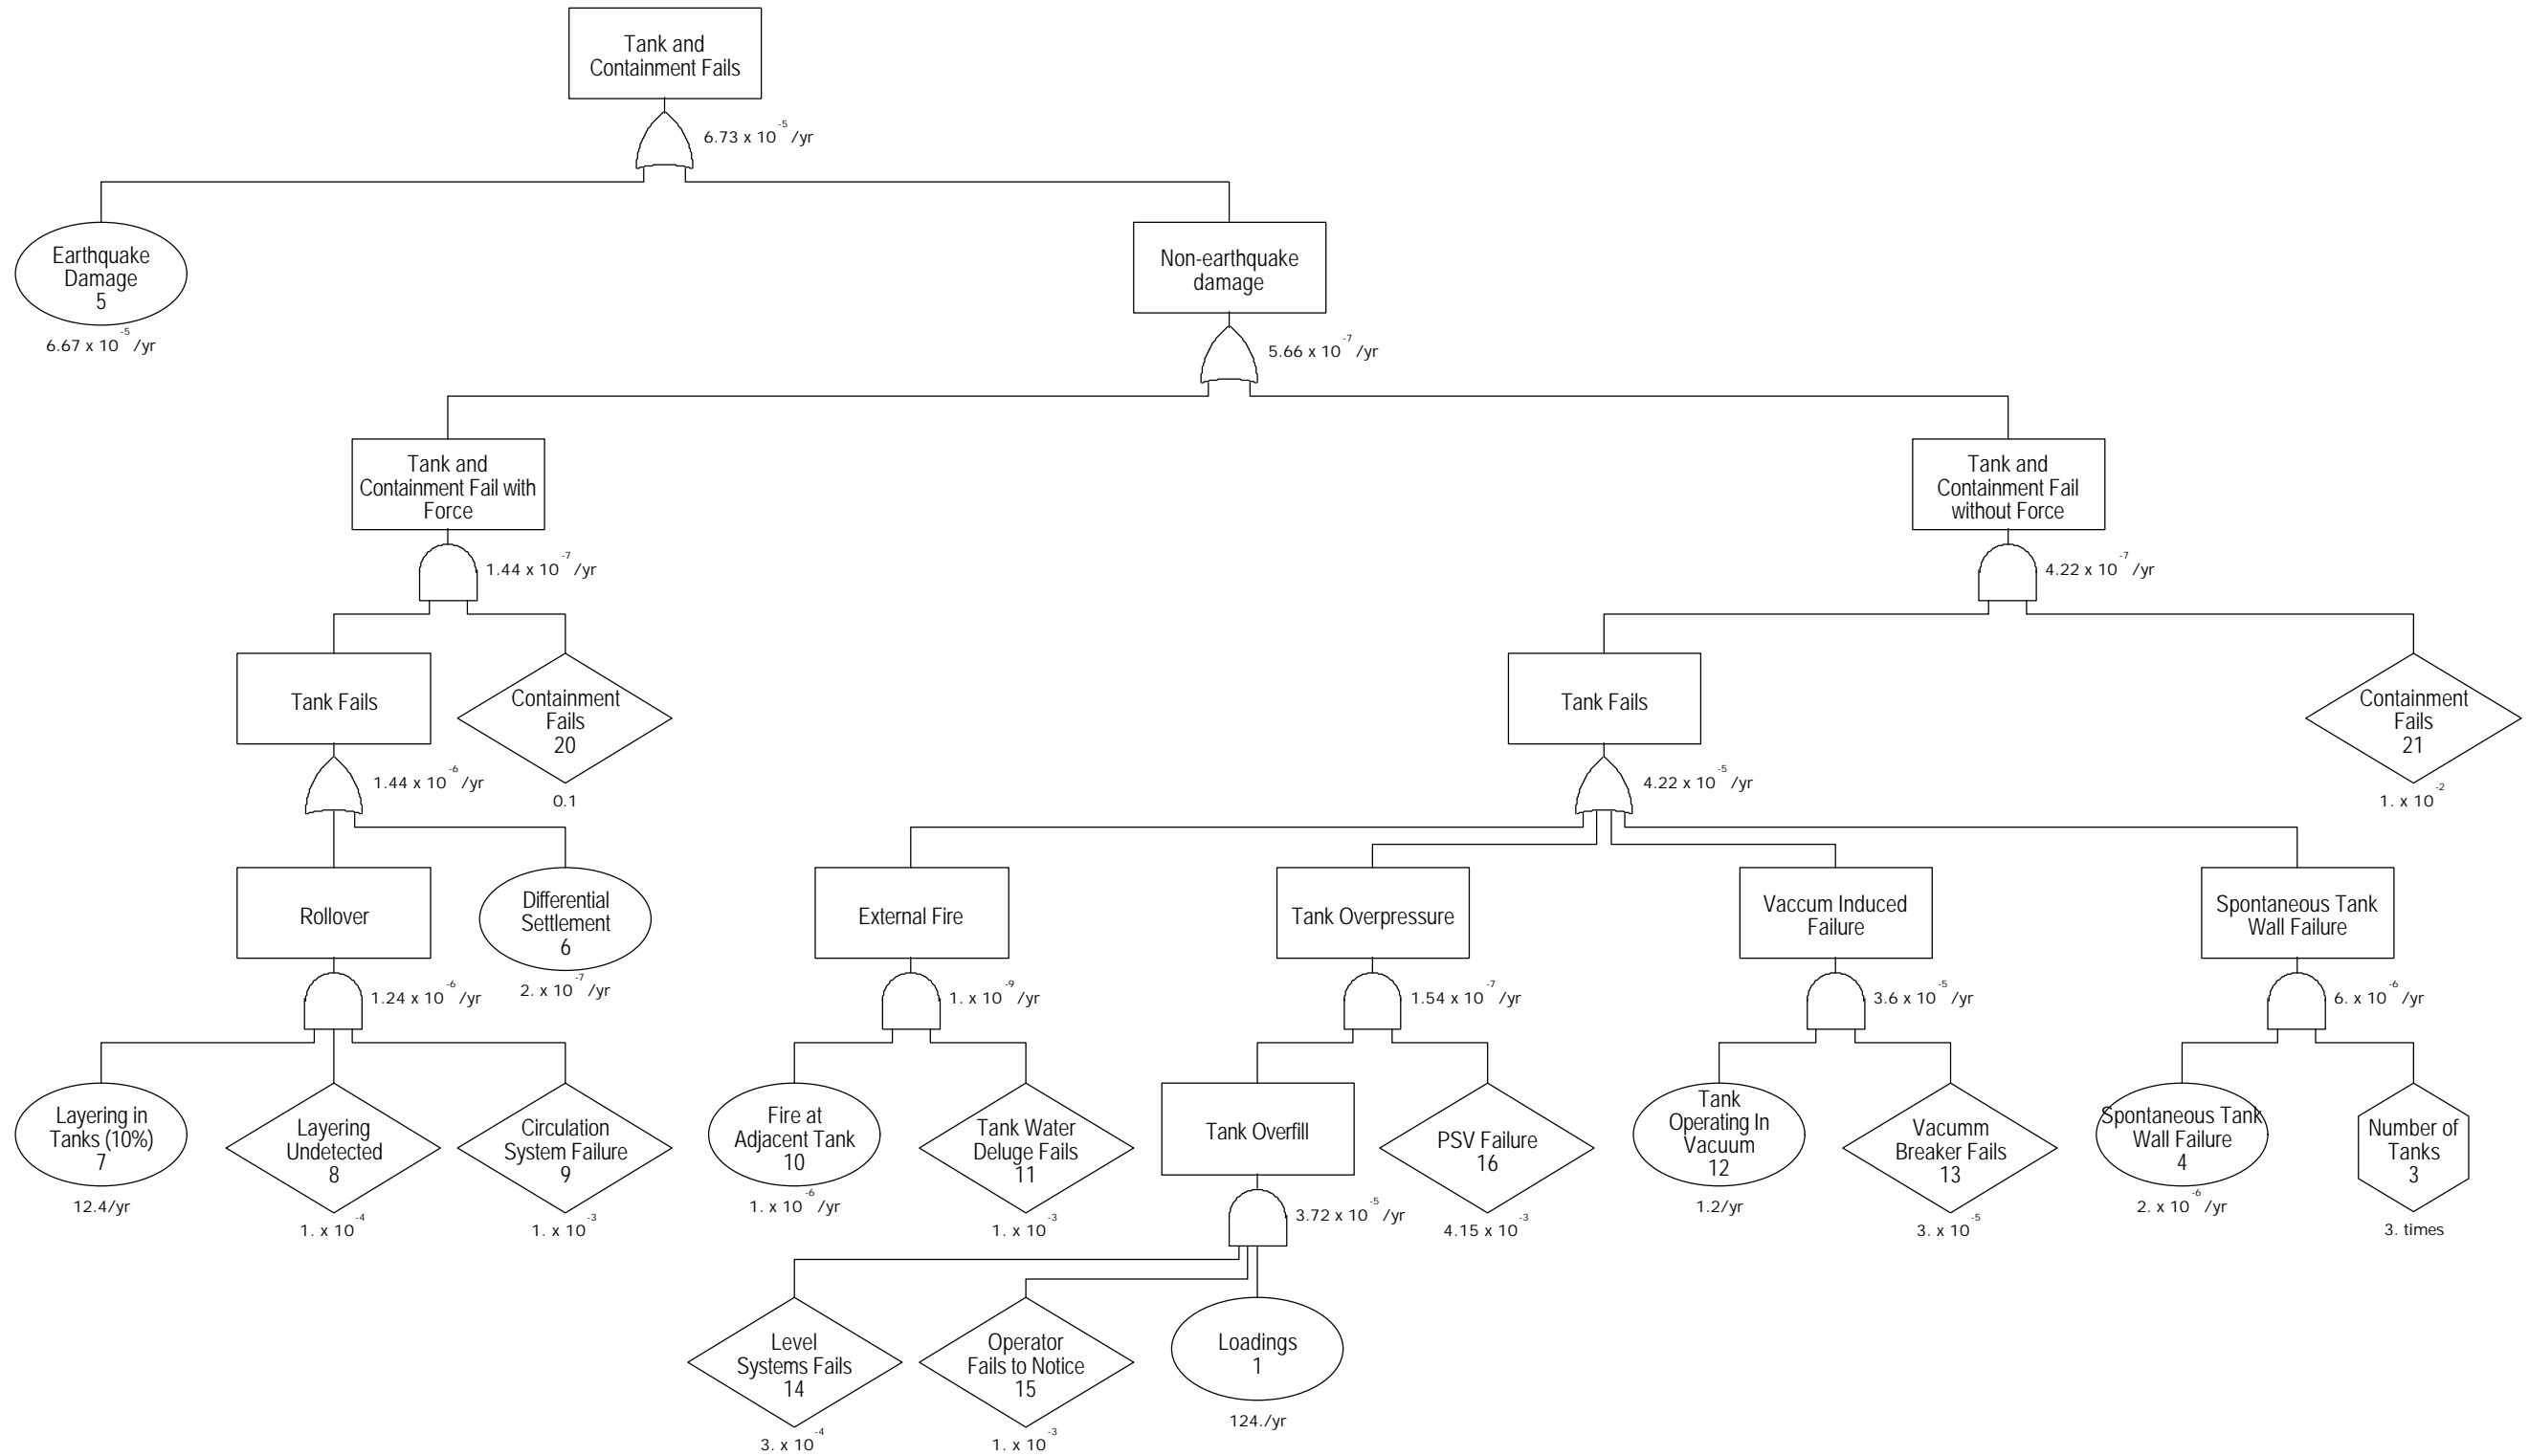 Tank and
Containment Fails
6.73 x 10⁻⁵ /yr
Earthquake
Damage
5
6.67 x 10⁻⁵ /yr
Non-earthquake
damage
5.66 x 10⁻⁷ /yr
Tank and
Containment Fail with
Force
1.44 x 10⁻⁷ /yr
Tank and
Containment Fail
without Force
4.22 x 10⁻⁷ /yr
Tank Fails
1.44 x 10⁻⁶ /yr
Containment
Fails
20
0.1
Tank Fails
4.22 x 10⁻⁵ /yr
Containment
Fails
21
1. x 10⁻²
Rollover
1.24 x 10⁻⁶ /yr
Differential
Settlement
6
2. x 10⁻⁷ /yr
External Fire
1. x 10⁻⁹ /yr
Tank Overpressure
1.54 x 10⁻⁷ /yr
Vaccum Induced
Failure
3.6 x 10⁻⁵ /yr
Spontaneous Tank
Wall Failure
6. x 10⁻⁶ /yr
Layering in
Tanks (10%)
7
12.4/yr
Layering
Undetected
8
1. x 10⁻⁴
Circulation
System Failure
9
1. x 10⁻³
Fire at
Adjacent Tank
10
1. x 10⁻⁶ /yr
Tank Water
Deluge Fails
11
1. x 10⁻³
Tank Overfill
3.72 x 10⁻⁵ /yr
PSV Failure
16
4.15 x 10⁻³
Tank
Operating In
Vacuum
12
1.2/yr
Vacumm
Breaker Fails
13
3. x 10⁻⁵
Spontaneous Tank
Wall Failure
4
2. x 10⁻⁶ /yr
Number of
Tanks
3
3. times
Level
Systems Fails
14
3. x 10⁻⁴
Operator
Fails to Notice
15
1. x 10⁻³
Loadings
1
124./yr